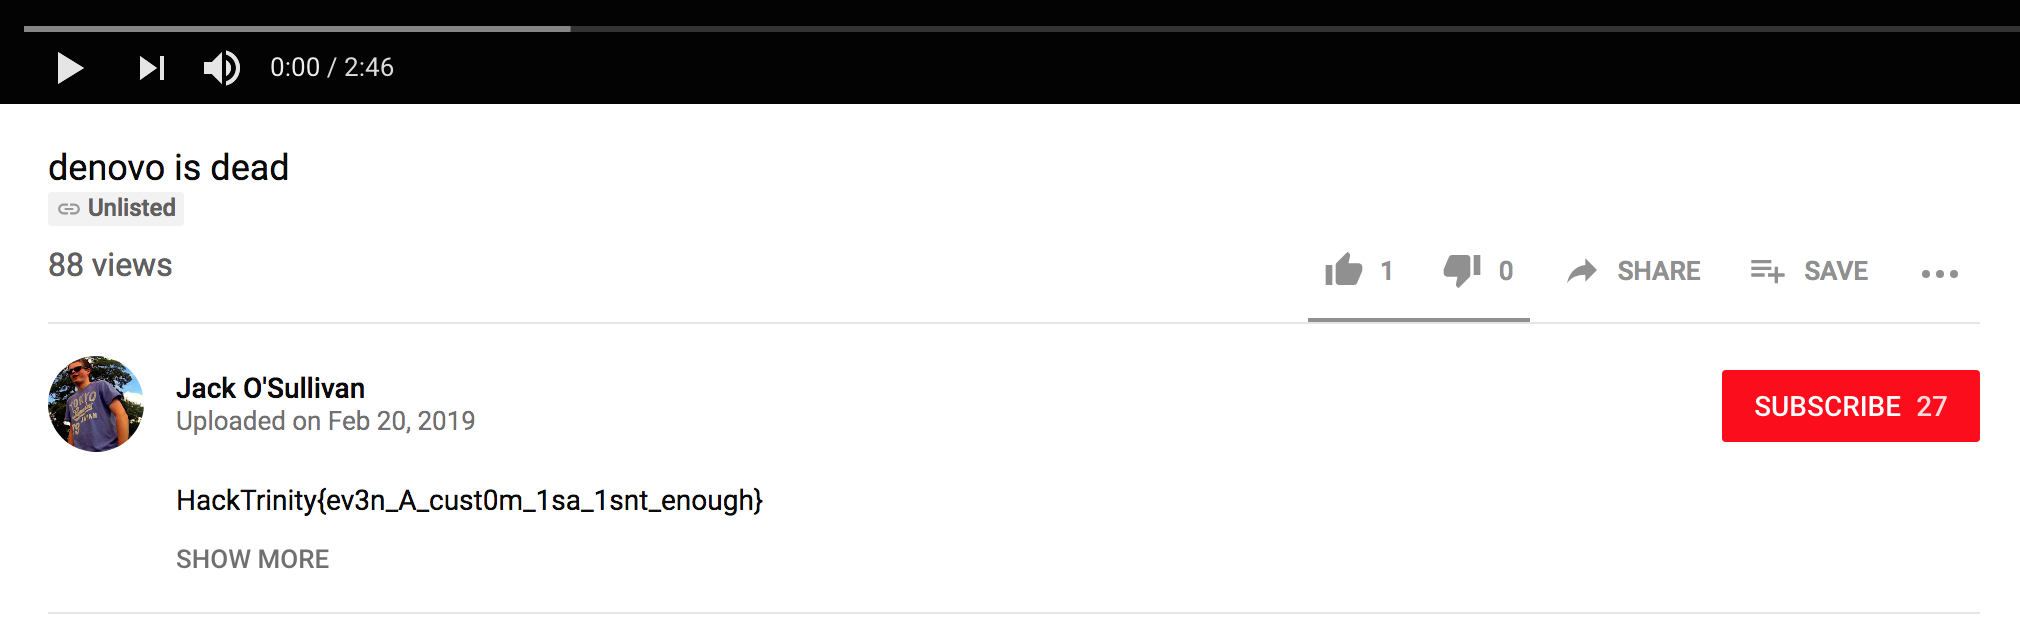 0:00 / 2:46
denovo is dead
Unlisted
88 views
1
0
SHARE
SAVE
Jack O'Sullivan
Uploaded on Feb 20, 2019
SUBSCRIBE 27
HackTrinity{ev3n_A_cust0m_1sa_1snt_enough}
SHOW MORE